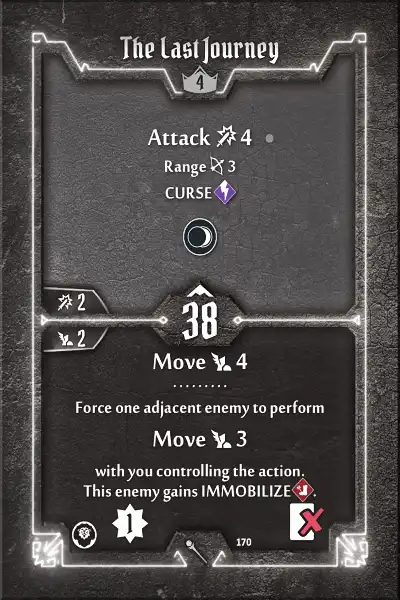 The Last Journey
4
Attack 4
Range 3
CURSE
2
38
2
Move 4
Force one adjacent enemy to perform
Move 3
with you controlling the action.
This enemy gains IMMOBILIZE.
1
170